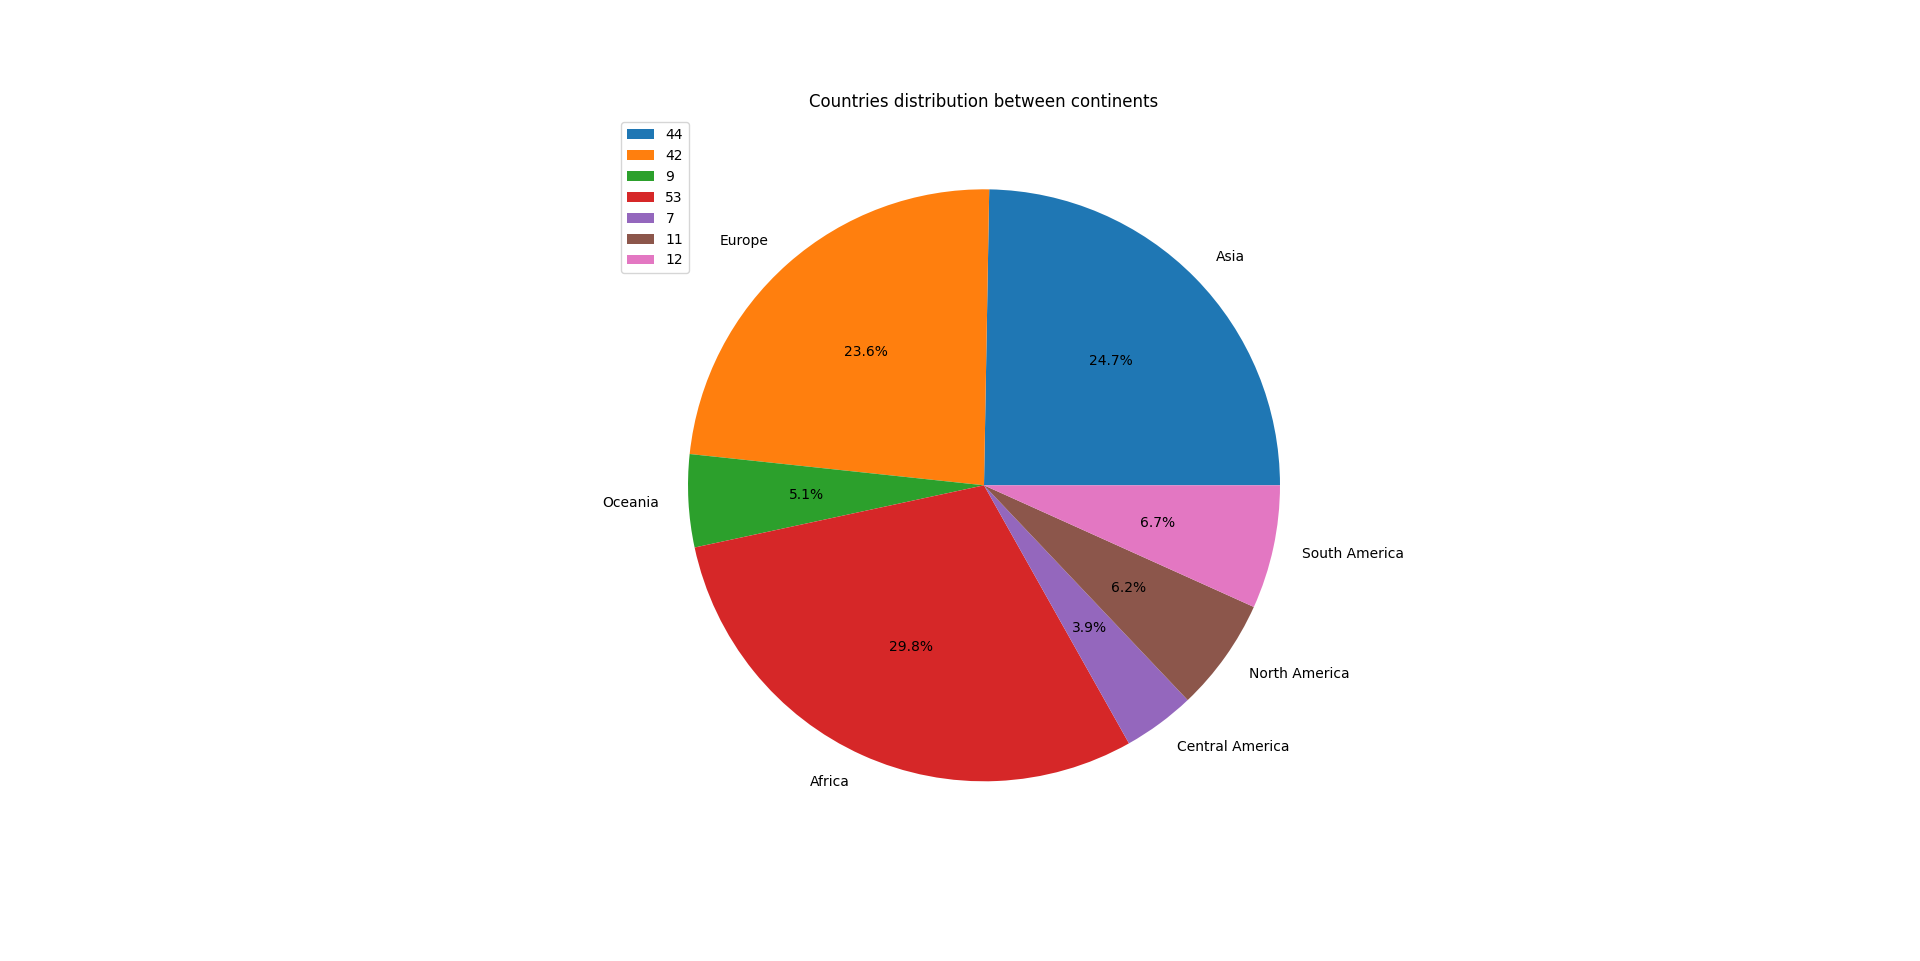 Countries distribution between continents
44
42
9
53
7
11
12
Europe
Asia
23.6%
24.7%
Oceania
5.1%
6.7%
South America
6.2%
3.9%
29.8%
North America
Central America
Africa